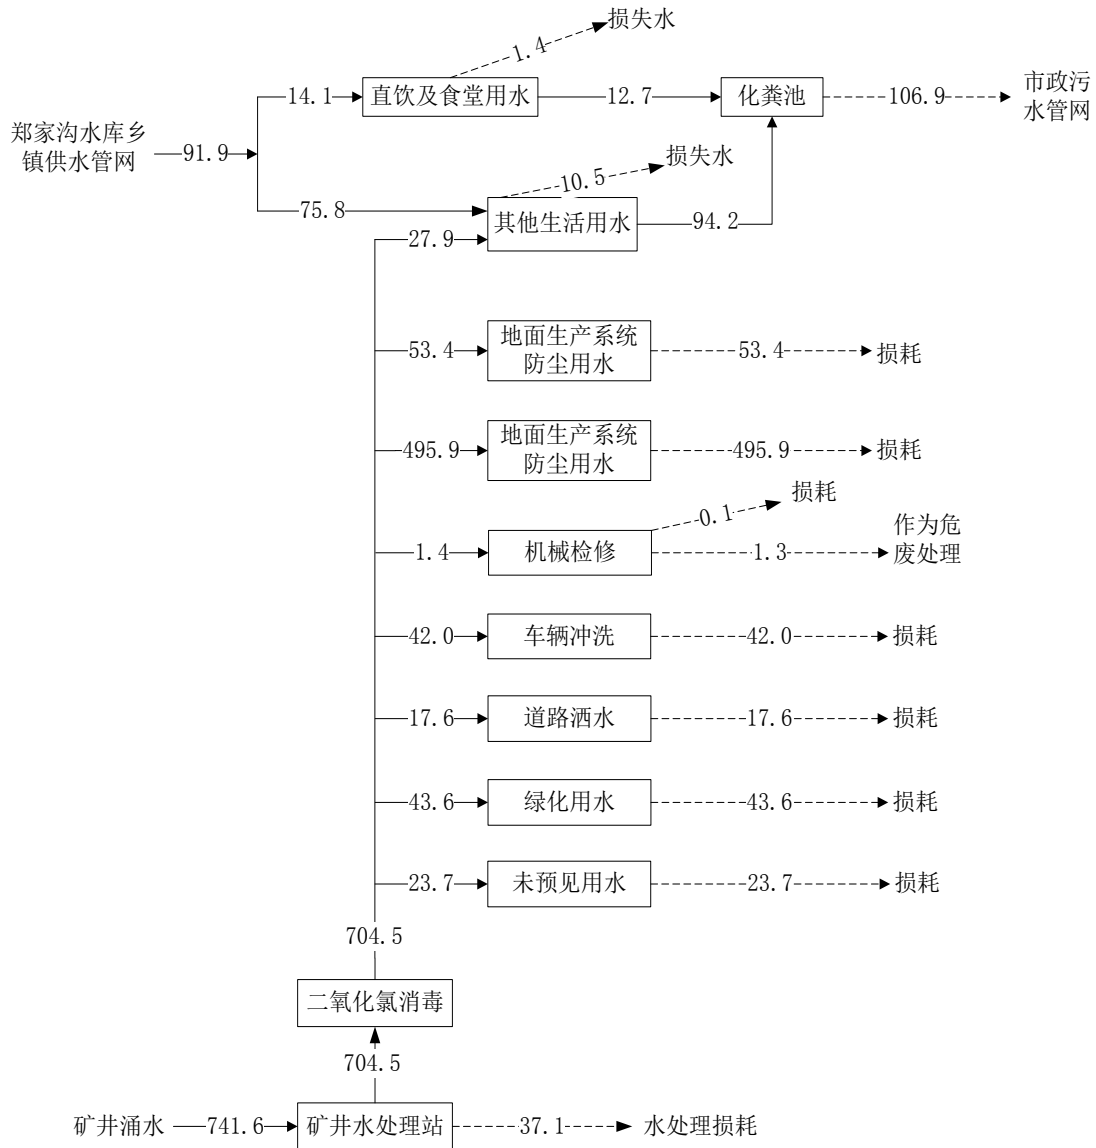 损失水
1.4
14.1
直饮及食堂用水
12.7
化粪池
106.9
市政污
水管网
郑家沟水库乡
镇供水管网
91.9
损失水
10.5
75.8
其他生活用水
94.2
27.9
53.4
地面生产系统
防尘用水
53.4
损耗
495.9
地面生产系统
防尘用水
495.9
损耗
损耗
0.1
1.4
机械检修
1.3
作为危
废处理
42.0
车辆冲洗
42.0
损耗
17.6
道路洒水
17.6
损耗
43.6
绿化用水
43.6
损耗
23.7
未预见用水
23.7
损耗
704.5
二氧化氯消毒
704.5
矿井涌水
741.6
矿井水处理站
37.1
水处理损耗